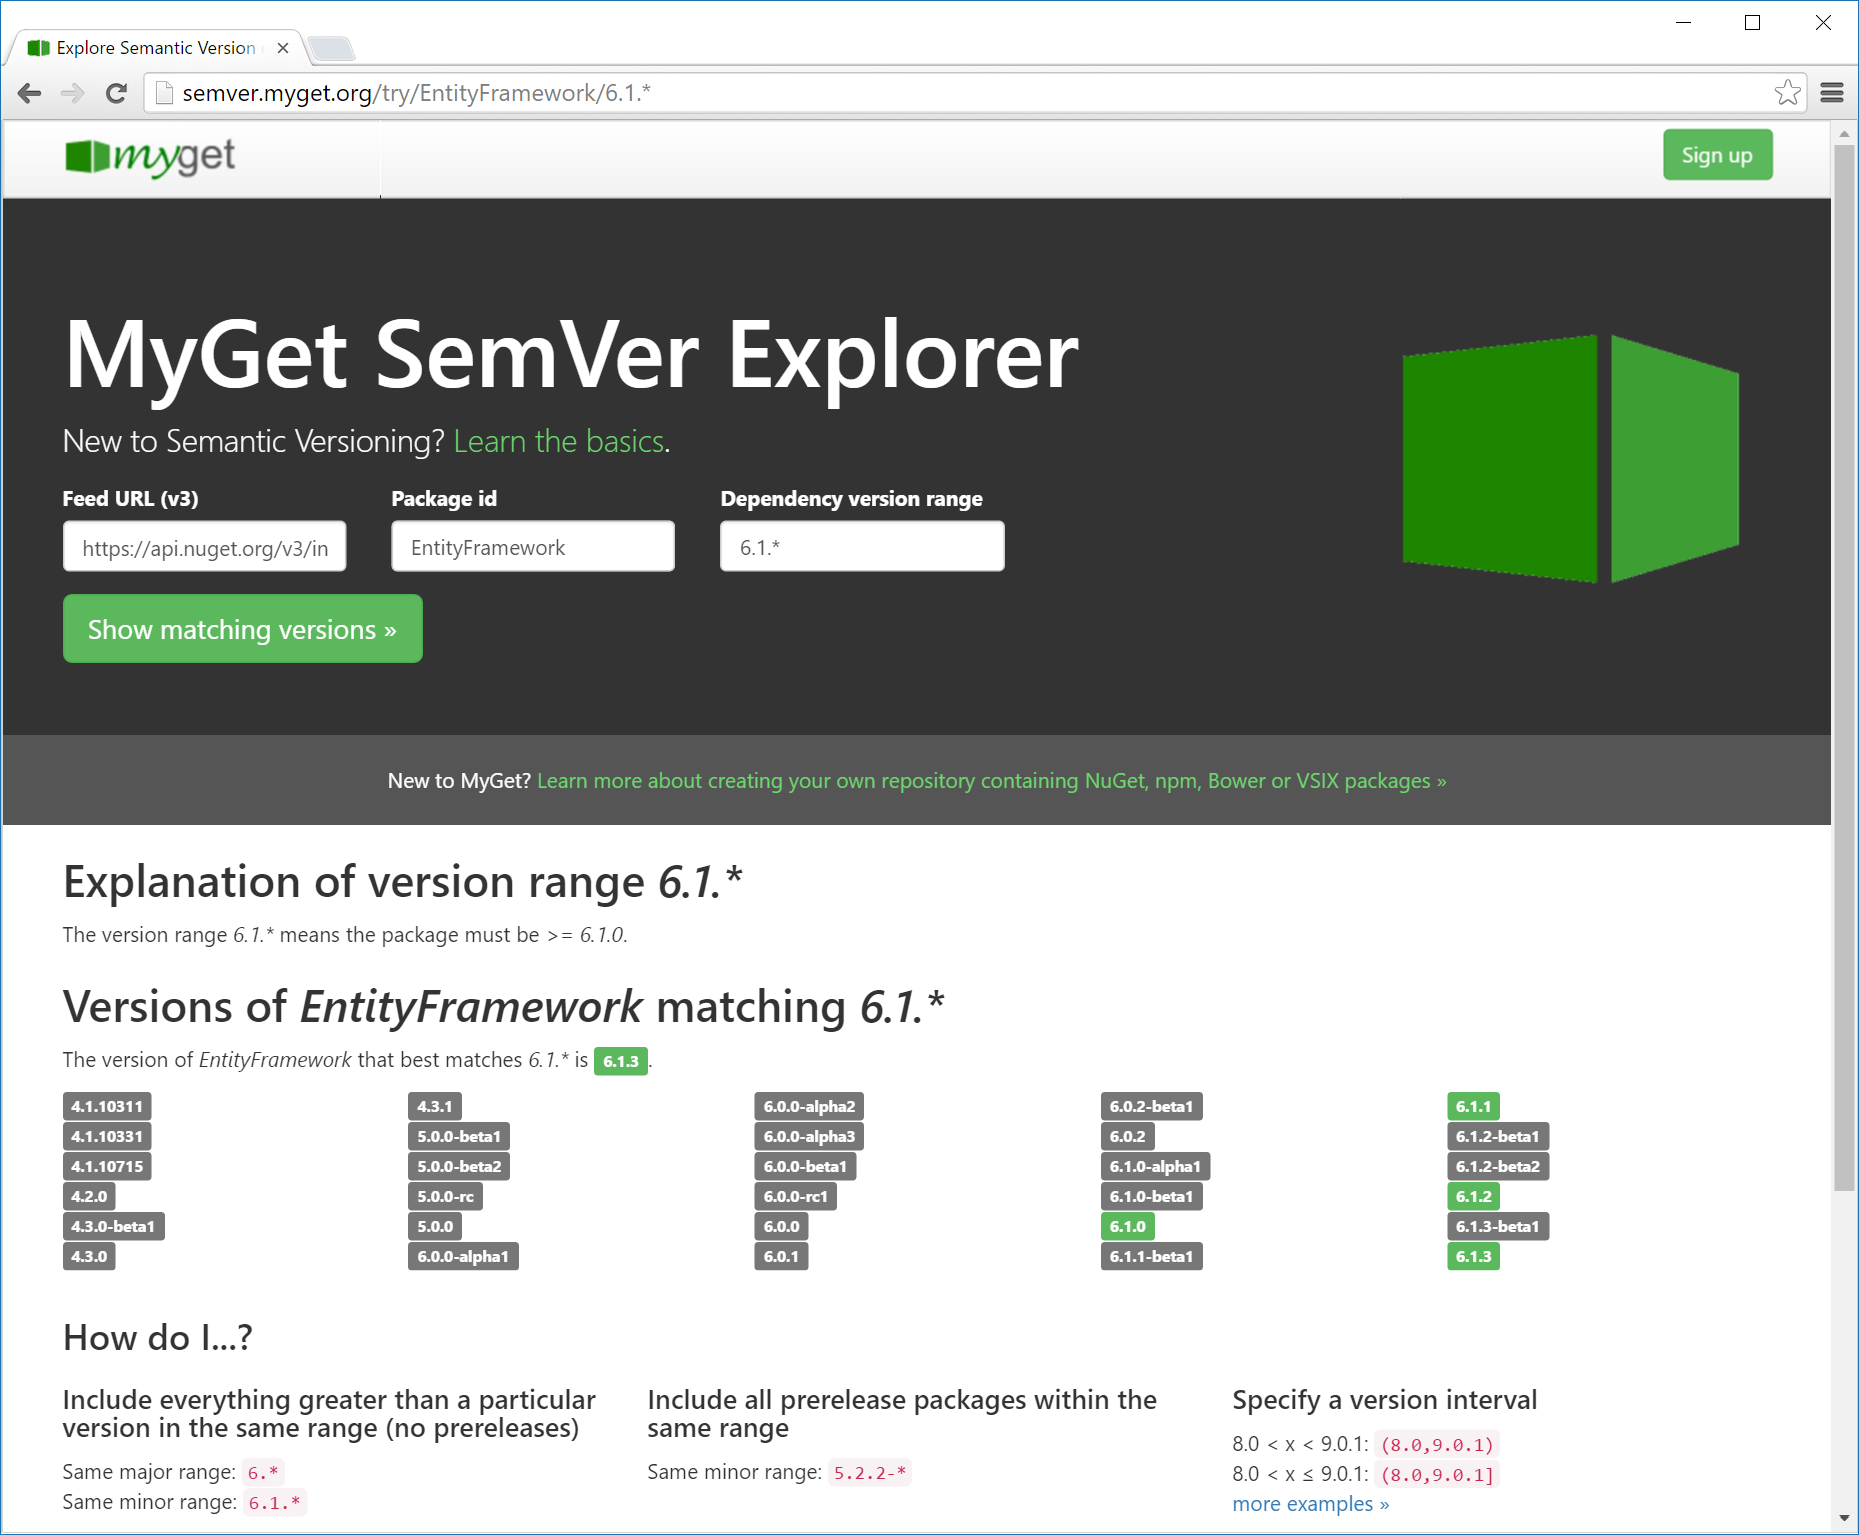 Explore Semantic Version
semver.myget.org/try/EntityFramework/6.1.*
myget
Sign up
MyGet SemVer Explorer
New to Semantic Versioning? Learn the basics.
Feed URL (v3)
Package id
Dependency version range
https://api.nuget.org/v3/in
EntityFramework
6.1.*
Show matching versions »
New to MyGet? Learn more about creating your own repository containing NuGet, npm, Bower or VSIX packages »
Explanation of version range 6.1.*
The version range 6.1.* means the package must be >= 6.1.0.
Versions of EntityFramework matching 6.1.*
The version of EntityFramework that best matches 6.1.* is 6.1.3.
4.1.10311
4.1.10331
4.1.10715
4.2.0
4.3.0-beta1
4.3.0
4.3.1
5.0.0-beta1
5.0.0-beta2
5.0.0-rc
5.0.0
6.0.0-alpha1
6.0.0-alpha2
6.0.0-alpha3
6.0.0-beta1
6.0.0-rc1
6.0.0
6.0.1
6.0.2-beta1
6.0.2
6.1.0-alpha1
6.1.0-beta1
6.1.0
6.1.1-beta1
6.1.1
6.1.2-beta1
6.1.2-beta2
6.1.2
6.1.3-beta1
6.1.3
How do I...?
Include everything greater than a particular
version in the same range (no prereleases)
Same major range: 6.*
Same minor range: 6.1.*
Include all prerelease packages within the
same range
Same minor range: 5.2.2-*
Specify a version interval
8.0 < x < 9.0.1: (8.0,9.0.1)
8.0 < x ≤ 9.0.1: (8.0,9.0.1]
more examples »